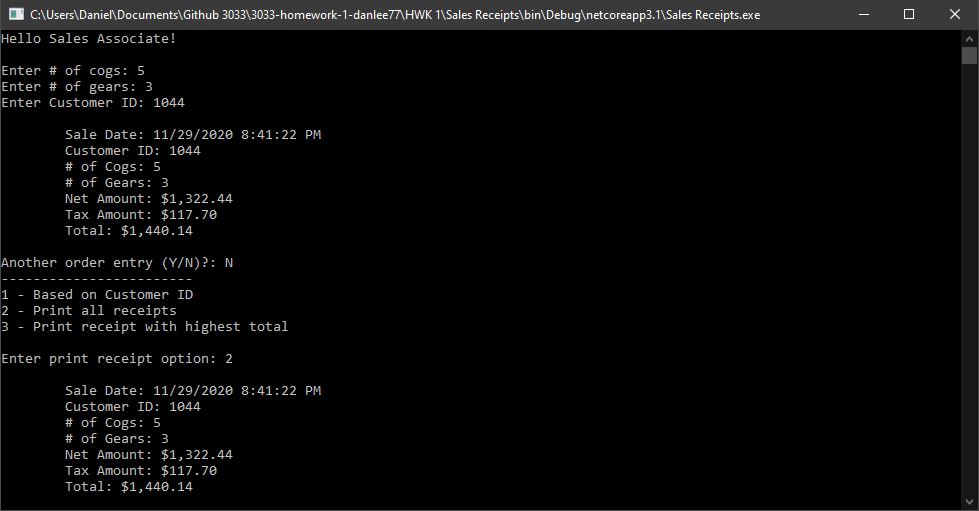 C:\Users\Daniel\Documents\Github 3033\3033-homework-1-danlee77\HWK 1\Sales Receipts\bin\Debug\netcoreapp3.1\Sales Receipts.exe
Hello Sales Associate!
Enter # of cogs: 5
Enter # of gears: 3
Enter Customer ID: 1044
Sale Date: 11/29/2020 8:41:22 PM
Customer ID: 1044
# of Cogs: 5
# of Gears: 3
Net Amount: $1,322.44
Tax Amount: $117.70
Total: $1,440.14
Another order entry (Y/N)?: N
------------------------
1 - Based on Customer ID
2 - Print all receipts
3 - Print receipt with highest total
Enter print receipt option: 2
Sale Date: 11/29/2020 8:41:22 PM
Customer ID: 1044
# of Cogs: 5
# of Gears: 3
Net Amount: $1,322.44
Tax Amount: $117.70
Total: $1,440.14